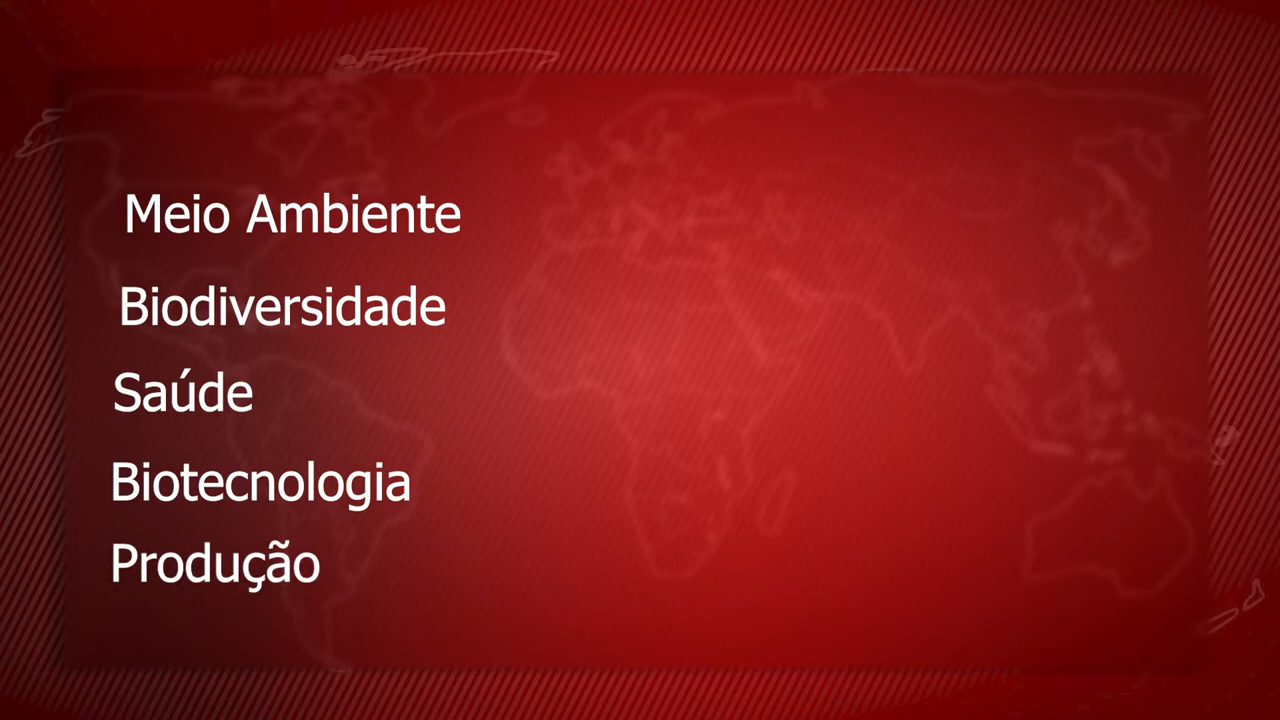 Meio Ambiente
Biodiversidade
Saúde
Biotecnologia
Produção